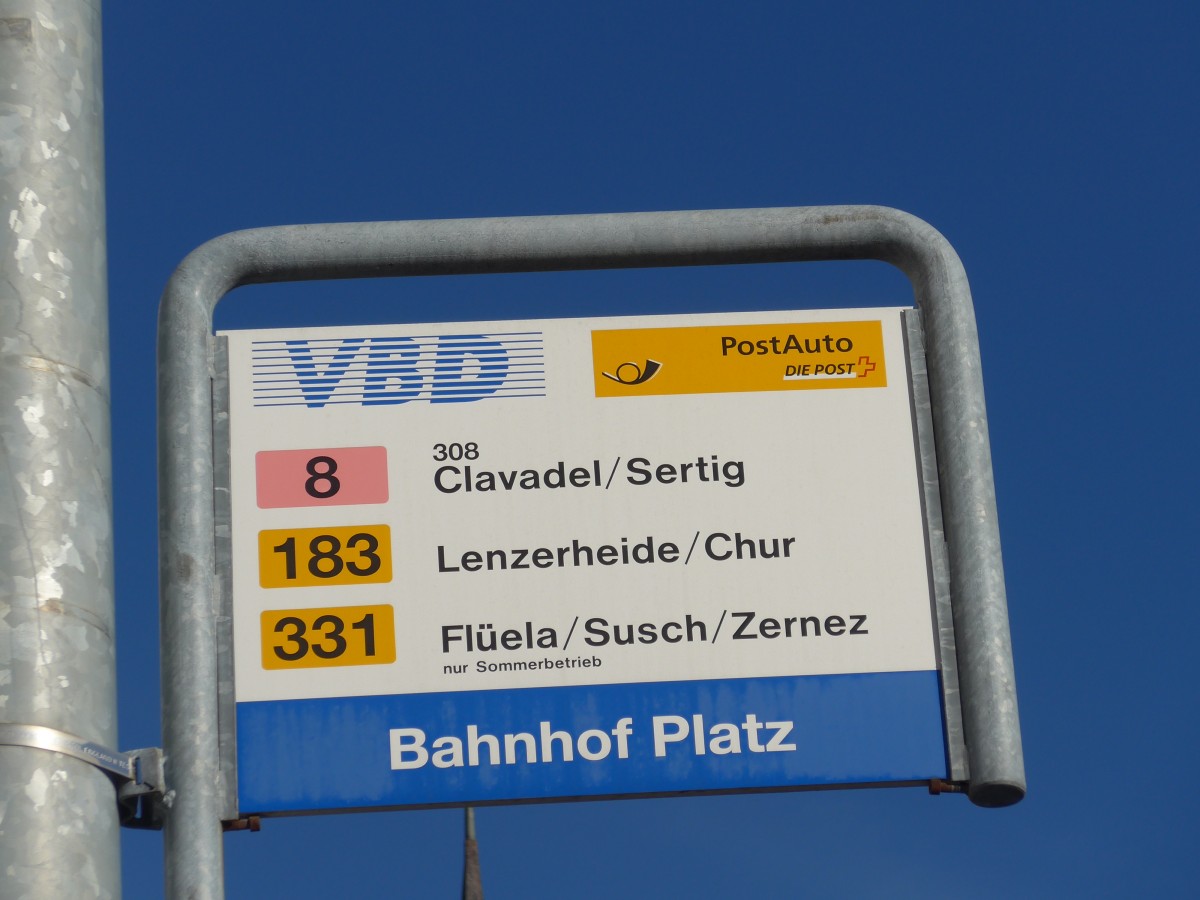 VBD
PostAuto
DIE POST
8
308
Clavadel/Sertig
183
Lenzerheide/Chur
331
Flüela/Susch/Zernez
nur Sommerbetrieb
Bahnhof Platz